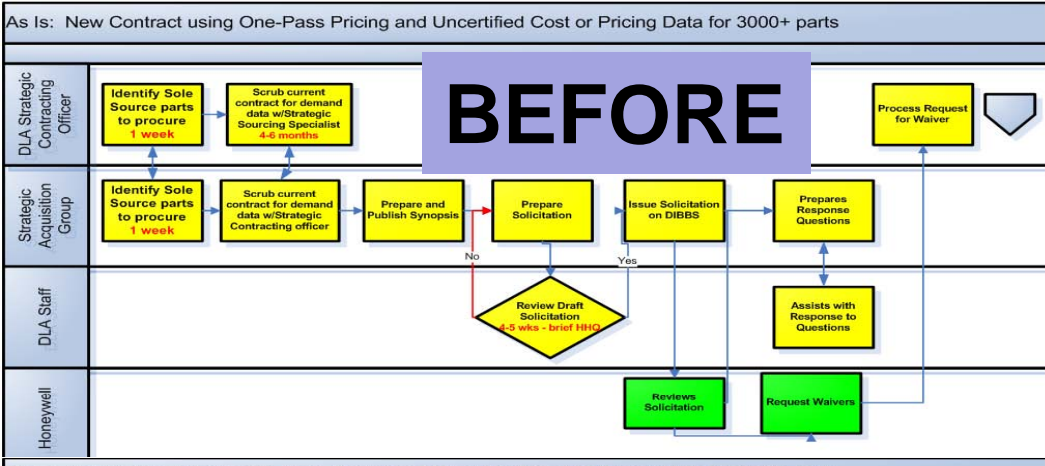 As Is: New Contract using One-Pass Pricing and Uncertified Cost or Pricing Data for 3000+ parts
BEFORE
DLA Strategic
Contracting
Officer
Identify Sole
Source parts
to procure
1 week
Scrub current
contract for demand
data w/Strategic
Sourcing Specialist
4-6 months
Process Request
for Waiver
Strategic
Acquisition
Group
Identify Sole
Source parts
to procure
1 week
Scrub current
contract for demand
data w/Strategic
Contracting officer
Prepare and
Publish Synopsis
Prepare
Solicitation
Issue Solicitation
on DIBBS
Prepares
Response
Questions
No
Yes
DLA Staff
Review Draft
Solicitation
4-5 wks - brief HHQ
Assists with
Response to
Questions
Honeywell
Reviews
Solicitation
Request Waivers